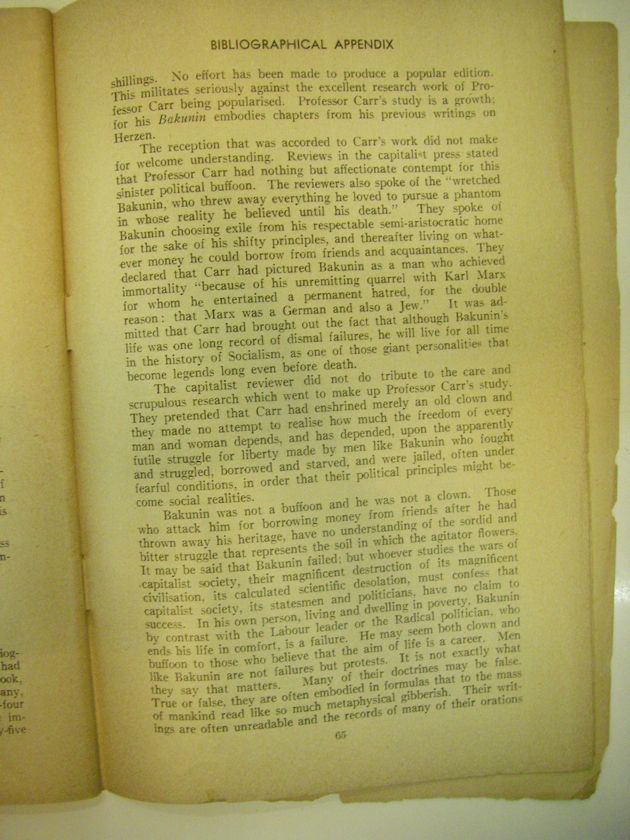 BIBLIOGRAPHICAL APPENDIX
shillings. No effort has been made to produce a popular edition.
This militates seriously against the excellent research work of Pro-
fessor Carr being popularised. Professor Carr's study is a growth;
for his Bakunin embodies chapters from his previous writings on
Herzen.
The reception that was accorded to Carr's work did not make
for welcome understanding. Reviews in the capitalist press stated
that Professor Carr had nothing but affectionate contempt for this
sinister political buffoon. The reviewers also spoke of the "wretched
Bakunin, who threw away everything he loved to pursue a phantom
in whose reality he believed until his death." They spoke of
Bakunin choosing exile from his respectable semi-aristocratic home
for the sake of his shifty principles, and thereafter living on what-
ever money he could borrow from friends and acquaintances. They
declared that Carr had pictured Bakunin as a man who achieved
immortality "because of his unremitting quarrel with Karl Marx
for whom he entertained a permanent hatred, for the double
reason: that Marx was a German and also a Jew." It was ad-
mitted that Carr had brought out the fact that although Bakunin's
life was one long record of dismal failures, he will live for all time
in the history of Socialism, as one of those giant personalities that
become legends long even before death.
The capitalist reviewer did not do tribute to the care and
scrupulous research which went to make up Professor Carr's study.
They pretended that Carr had enshrined merely an old clown and
they made no attempt to realise how much the freedom of every
man and woman depends, and has depended, upon the apparently
futile struggle for liberty made by men like Bakunin who fought
and struggled, borrowed and starved, and were jailed, often under
fearful conditions, in order that their political principles might be-
come social realities.
Bakunin was not a buffoon and he was not a clown. Those
who attack him for borrowing money from friends after he had
thrown away his heritage, have no understanding of the sordid and
bitter struggle that represents the soil in which the agitator flowers.
It may be said that Bakunin failed; but whoever studies the wars of
capitalist society, their magnificent destruction of its magnificent
civilisation, its calculated scientific desolation, must confess that
capitalist society, its statesmen and politicians, have no claim to
success. In his own person, living and dwelling in poverty, Bakunin
by contrast with the Labour leader or the Radical politician, who
ends his life in comfort, is a failure. He may seem both clown and
buffoon to those who believe that the aim of life is a career. Men
like Bakunin are not failures but protests. It is not exactly what
they say that matters. Many of their doctrines may be false.
True or false, they are often embodied in formulas that to the mass
of mankind read like so much metaphysical gibberish. Their writ-
ings are often unreadable and the records of many of their orations
65
-
f
n
is
ss
n-
iog-
had
ook,
any,
-four
im-
y-five